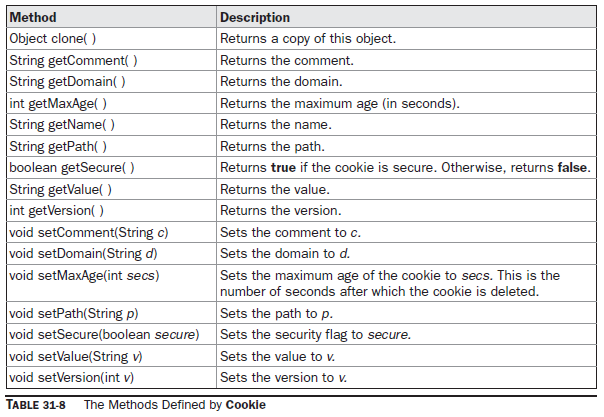 Method Description
Object clone( ) Returns a copy of this object.
String getComment( ) Returns the comment.
String getDomain( ) Returns the domain.
int getMaxAge( ) Returns the maximum age (in seconds).
String getName( ) Returns the name.
String getPath( ) Returns the path.
boolean getSecure( ) Returns true if the cookie is secure. Otherwise, returns false.
String getValue( ) Returns the value.
int getVersion( ) Returns the version.
void setComment(String c) Sets the comment to c.
void setDomain(String d) Sets the domain to d.
void setMaxAge(int secs) Sets the maximum age of the cookie to secs. This is the
number of seconds after which the cookie is deleted.
void setPath(String p) Sets the path to p.
void setSecure(boolean secure) Sets the security flag to secure.
void setValue(String v) Sets the value to v.
void setVersion(int v) Sets the version to v.
TABLE 31-8 The Methods Defined by Cookie